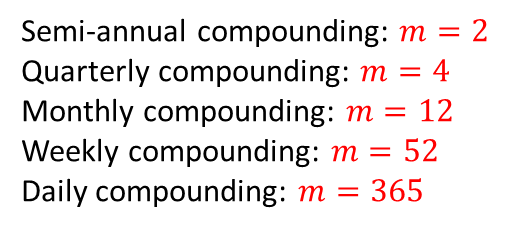 Semi-annual compounding: m = 2
Quarterly compounding: m = 4
Monthly compounding: m = 12
Weekly compounding: m = 52
Daily compounding: m = 365